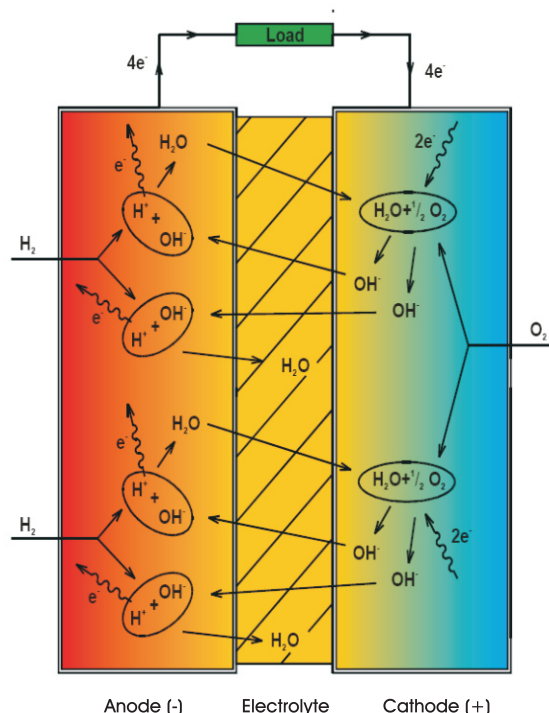 Load
4e⁻
4e⁻
H₂O
e⁻
2e⁻
H⁺ + OH⁻
H₂O+¹/₂ O₂
H₂
OH⁻
OH⁻
H⁺ + OH⁻
e⁻
O₂
H₂O
H₂O
e⁻
H⁺ + OH⁻
H₂O+¹/₂ O₂
H₂
OH⁻
2e⁻
OH⁻
e⁻
H⁺ + OH⁻
H₂O
Anode (-) Electrolyte Cathode (+)